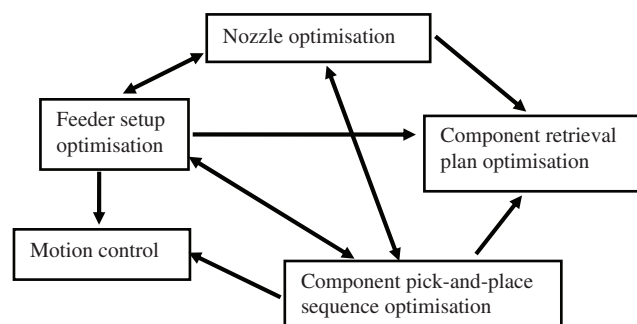 Nozzle optimisation
Feeder setup
optimisation
Component retrieval
plan optimisation
Motion control
Component pick-and-place
sequence optimisation